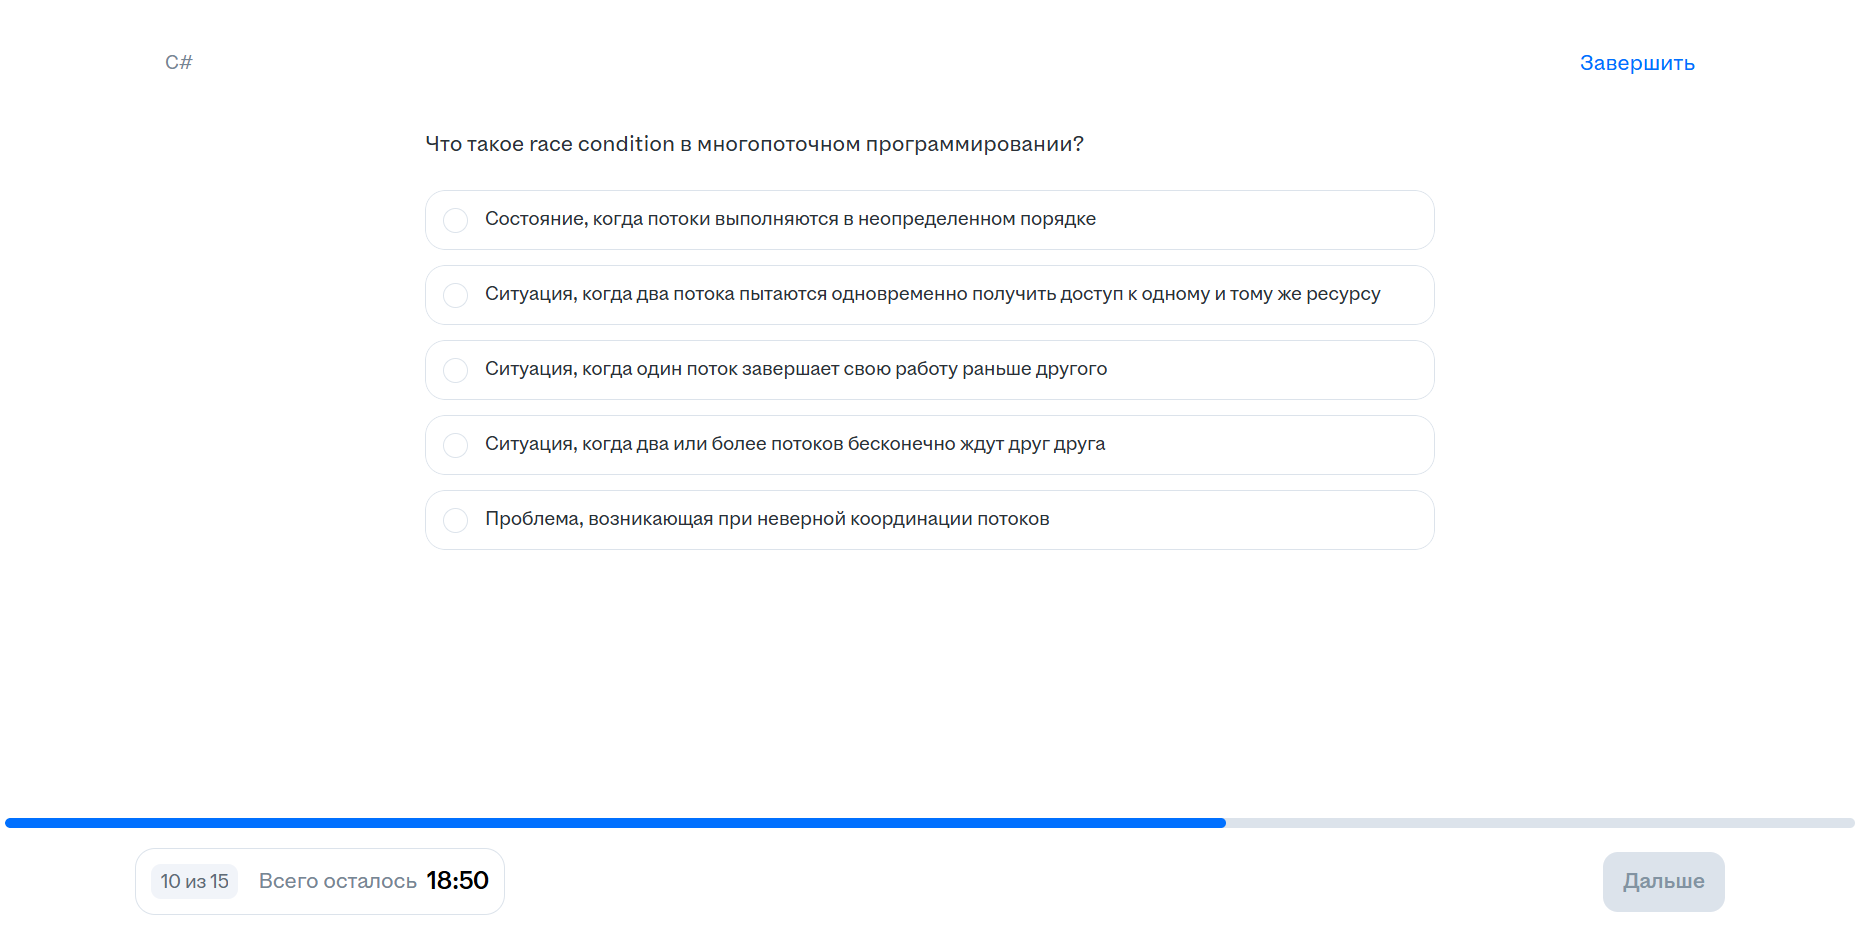 C#
Завершить
Что такое race condition в многопоточном программировании?
Состояние, когда потоки выполняются в неопределенном порядке
Ситуация, когда два потока пытаются одновременно получить доступ к одному и тому же ресурсу
Ситуация, когда один поток завершает свою работу раньше другого
Ситуация, когда два или более потоков бесконечно ждут друг друга
Проблема, возникающая при неверной координации потоков
10 из 15 Всего осталось 18:50
Дальше